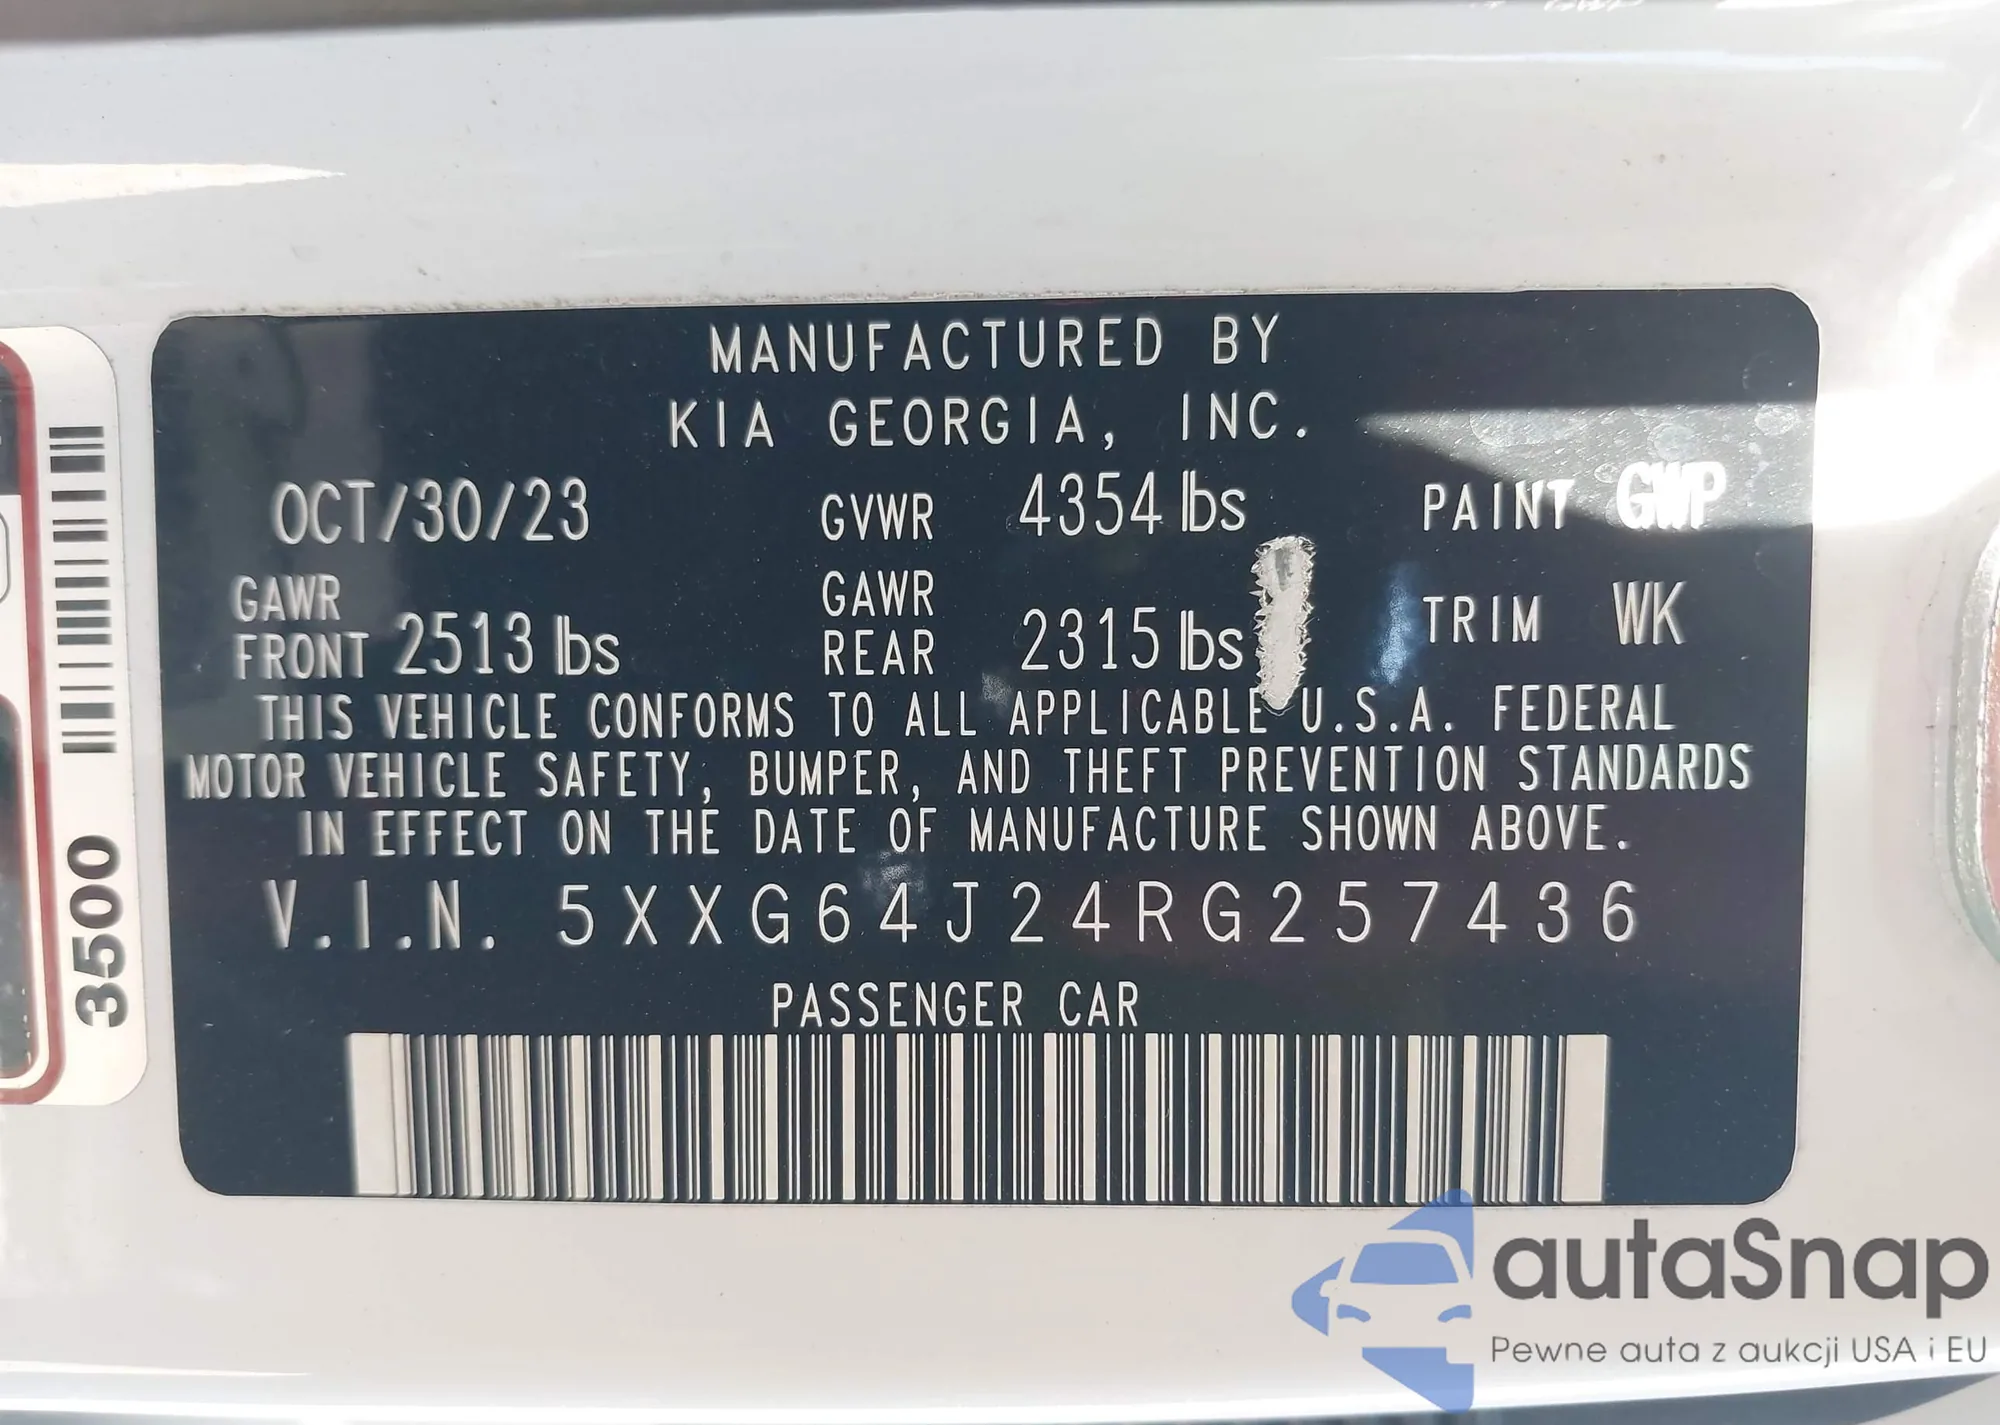 MANUFACTURED BY
KIA GEORGIA, INC.
OCT/30/23 GVWR 4354 lbs PAINT GWP
GAWR FRONT 2513 lbs GAWR REAR 2315 lbs TRIM WK
THIS VEHICLE CONFORMS TO ALL APPLICABLE U.S.A. FEDERAL
MOTOR VEHICLE SAFETY, BUMPER, AND THEFT PREVENTION STANDARDS
IN EFFECT ON THE DATE OF MANUFACTURE SHOWN ABOVE.
V.I.N. 5XXG64J24RG257436
PASSENGER CAR
3500
autaSnap
Pewne auta z aukcji USA i EU